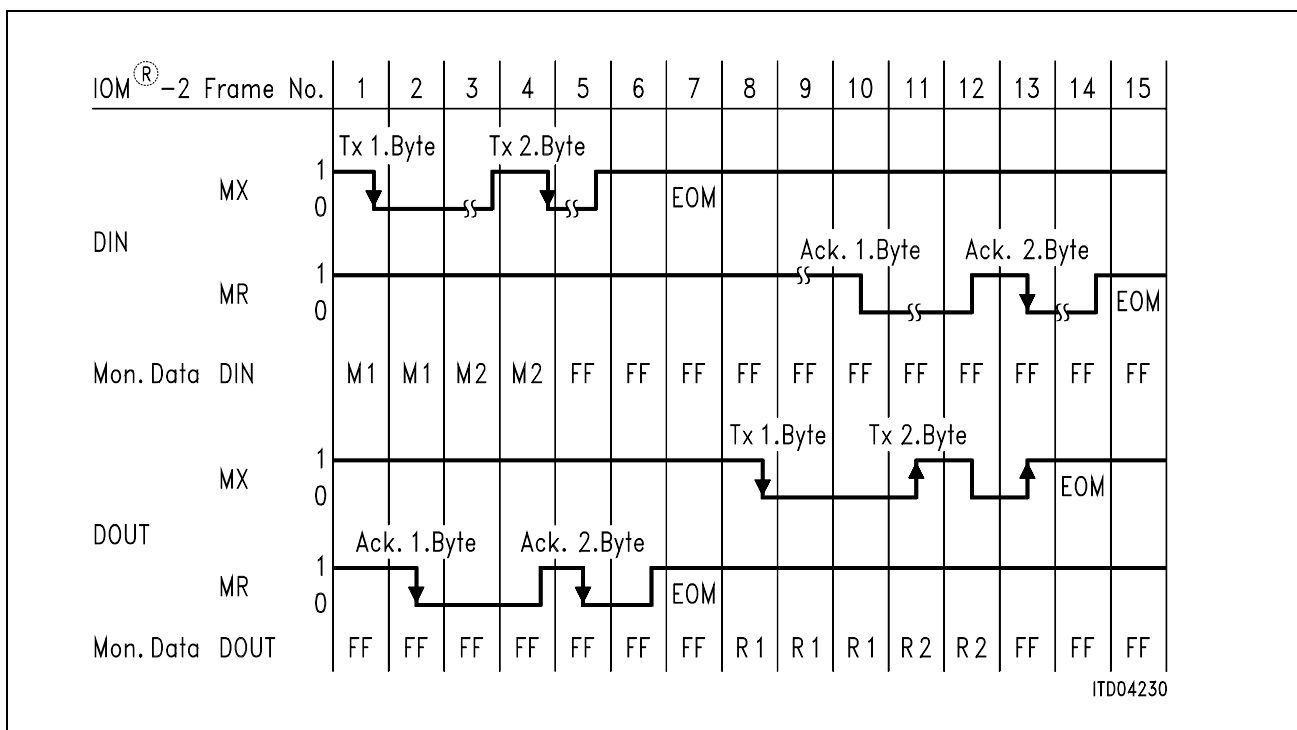 IOM®-2 Frame No. 1 2 3 4 5 6 7 8 9 10 11 12 13 14 15
Tx 1.Byte Tx 2.Byte
1
MX
0
EOM
DIN
Ack. 1.Byte Ack. 2.Byte
1
MR
0
EOM
Mon. Data DIN M1 M1 M2 M2 FF FF FF FF FF FF FF FF FF FF FF
Tx 1.Byte Tx 2.Byte
1
MX
0
EOM
DOUT
Ack. 1.Byte Ack. 2.Byte
1
MR
0
EOM
Mon. Data DOUT FF FF FF FF FF FF FF R1 R1 R1 R2 R2 FF FF FF
ITD04230